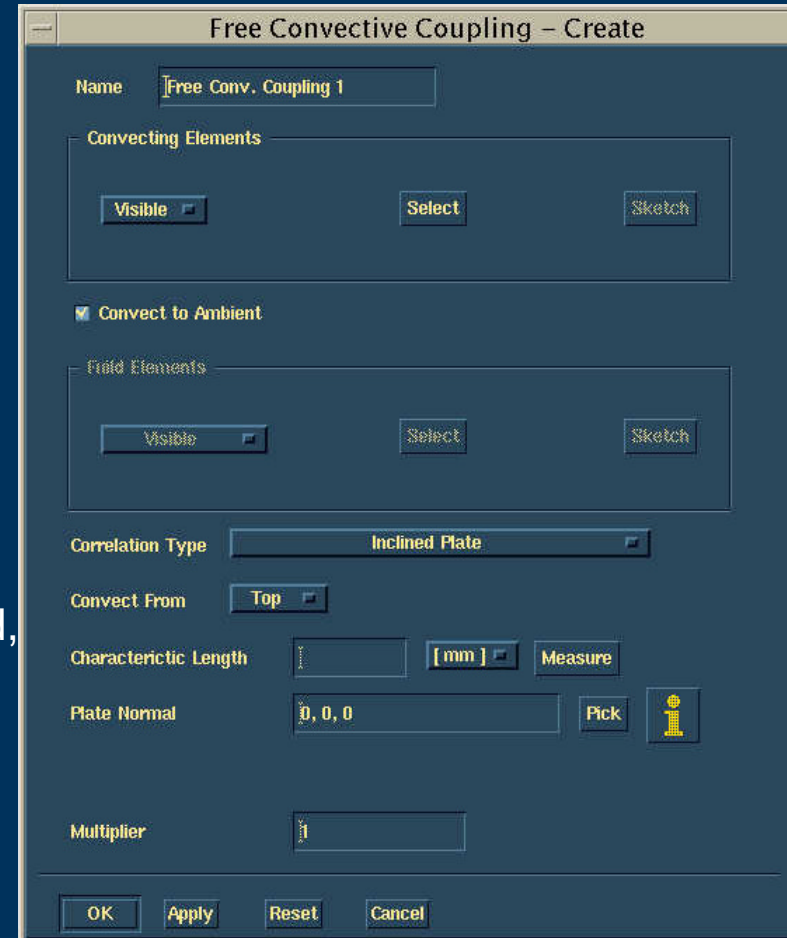 Free Convective Coupling – Create
Name Free Conv. Coupling 1
Convecting Elements
Visible Select Sketch
Convect to Ambient
Fluid Elements
Visible Select Sketch
Correlation Type Inclined Plate
Convect From Top
Characterictic Length [ mm ] Measure
Plate Normal 0, 0, 0 Pick
Multiplier 1
OK Apply Reset Cancel